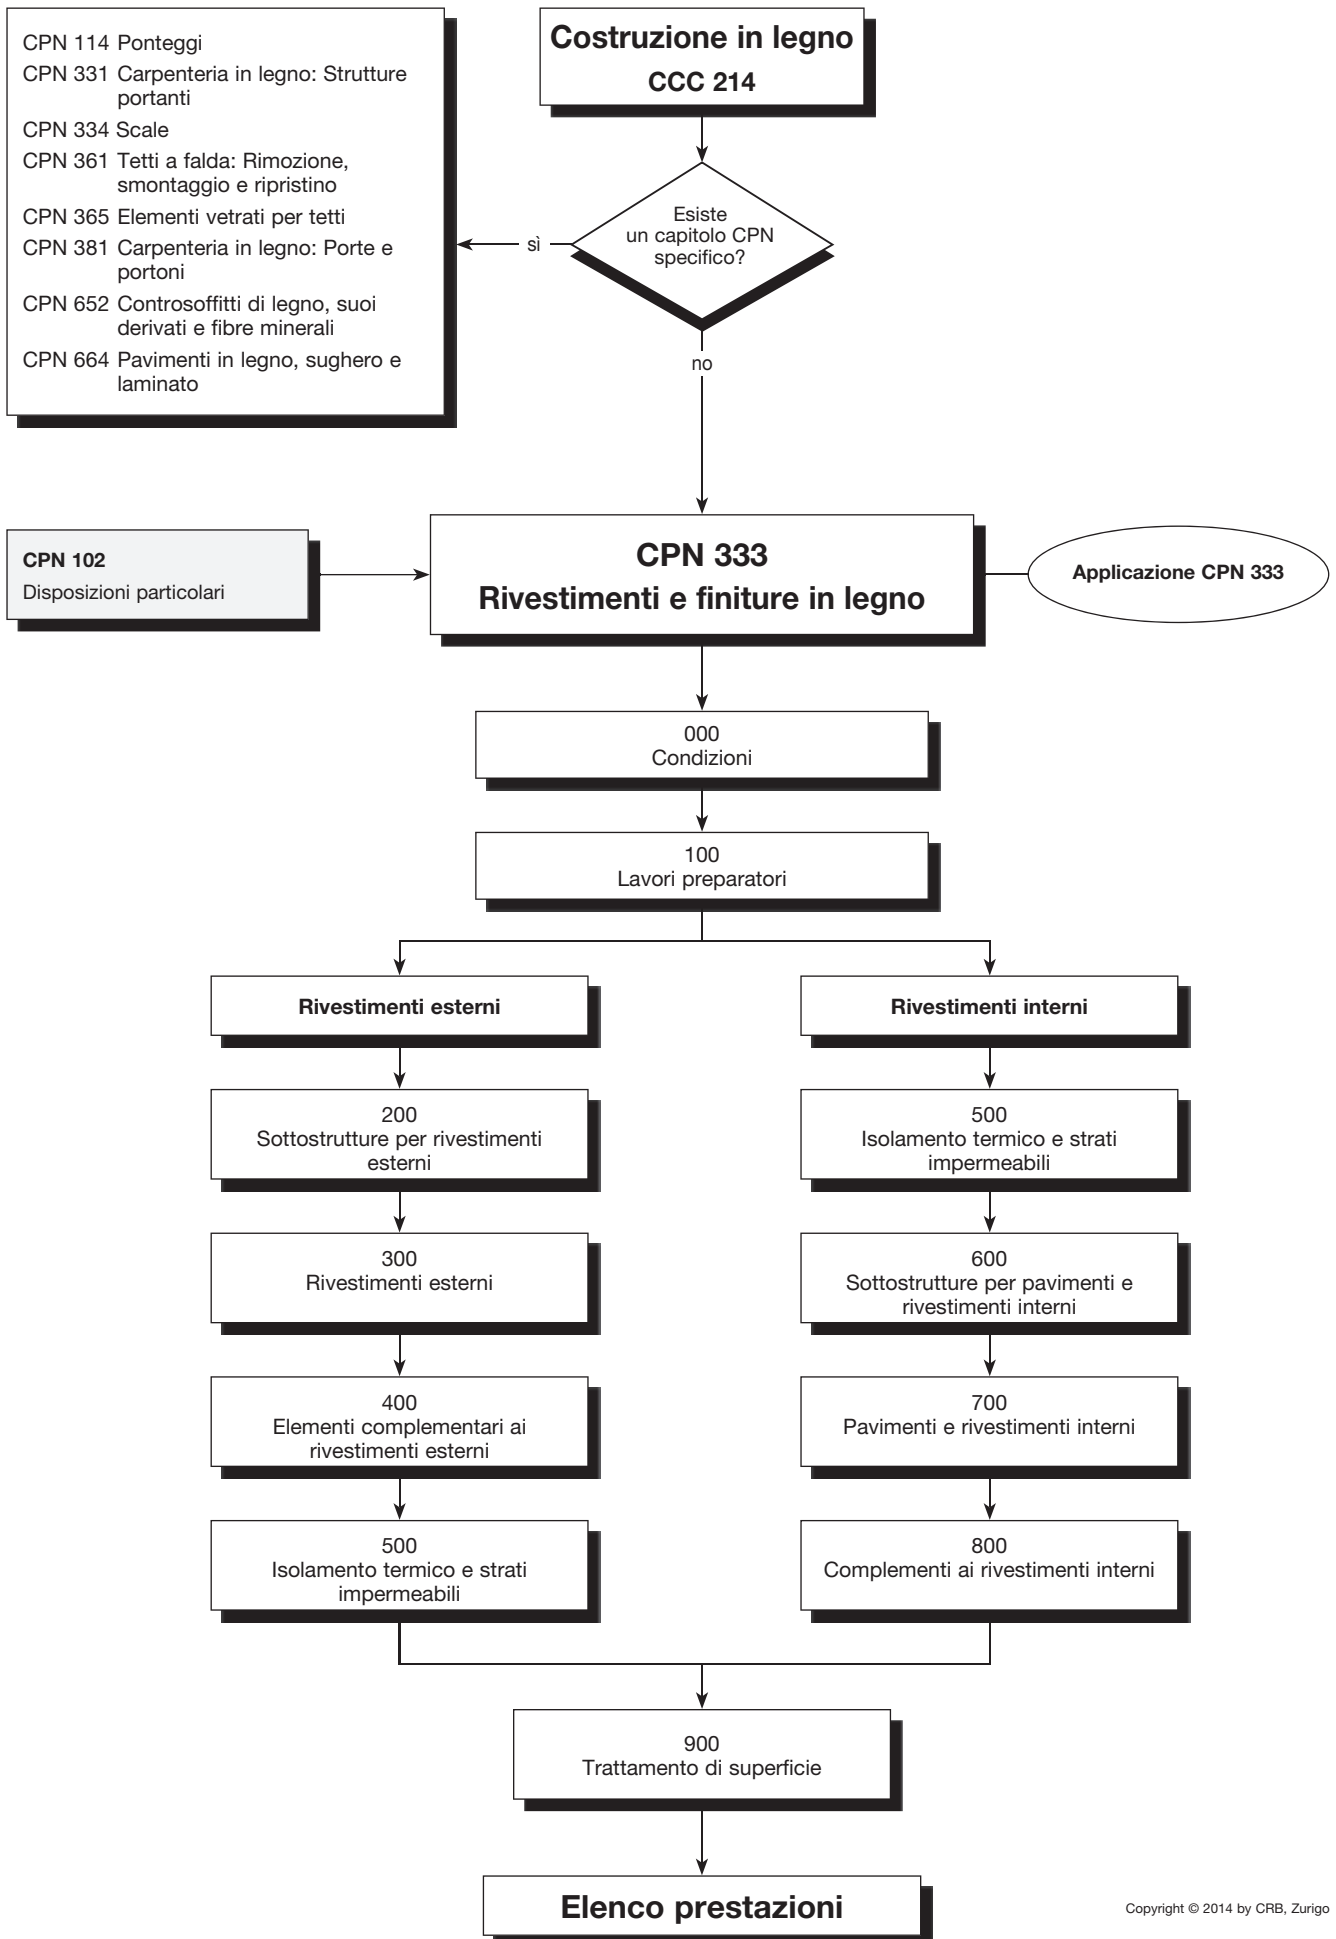 CPN 114 Ponteggi
CPN 331 Carpenteria in legno: Strutture
portanti
CPN 334 Scale
CPN 361 Tetti a falda: Rimozione,
smontaggio e ripristino
CPN 365 Elementi vetrati per tetti
CPN 381 Carpenteria in legno: Porte e
portoni
CPN 652 Controsoffitti di legno, suoi
derivati e fibre minerali
CPN 664 Pavimenti in legno, sughero e
laminato
Costruzione in legno
CCC 214
Esiste
un capitolo CPN
specifico?
sì
no
CPN 102
Disposizioni particolari
CPN 333
Rivestimenti e finiture in legno
Applicazione CPN 333
000
Condizioni
100
Lavori preparatori
Rivestimenti esterni
200
Sottostrutture per rivestimenti
esterni
300
Rivestimenti esterni
400
Elementi complementari ai
rivestimenti esterni
500
Isolamento termico e strati
impermeabili
Rivestimenti interni
500
Isolamento termico e strati
impermeabili
600
Sottostrutture per pavimenti e
rivestimenti interni
700
Pavimenti e rivestimenti interni
800
Complementi ai rivestimenti interni
900
Trattamento di superficie
Elenco prestazioni
Copyright © 2014 by CRB, Zurigo